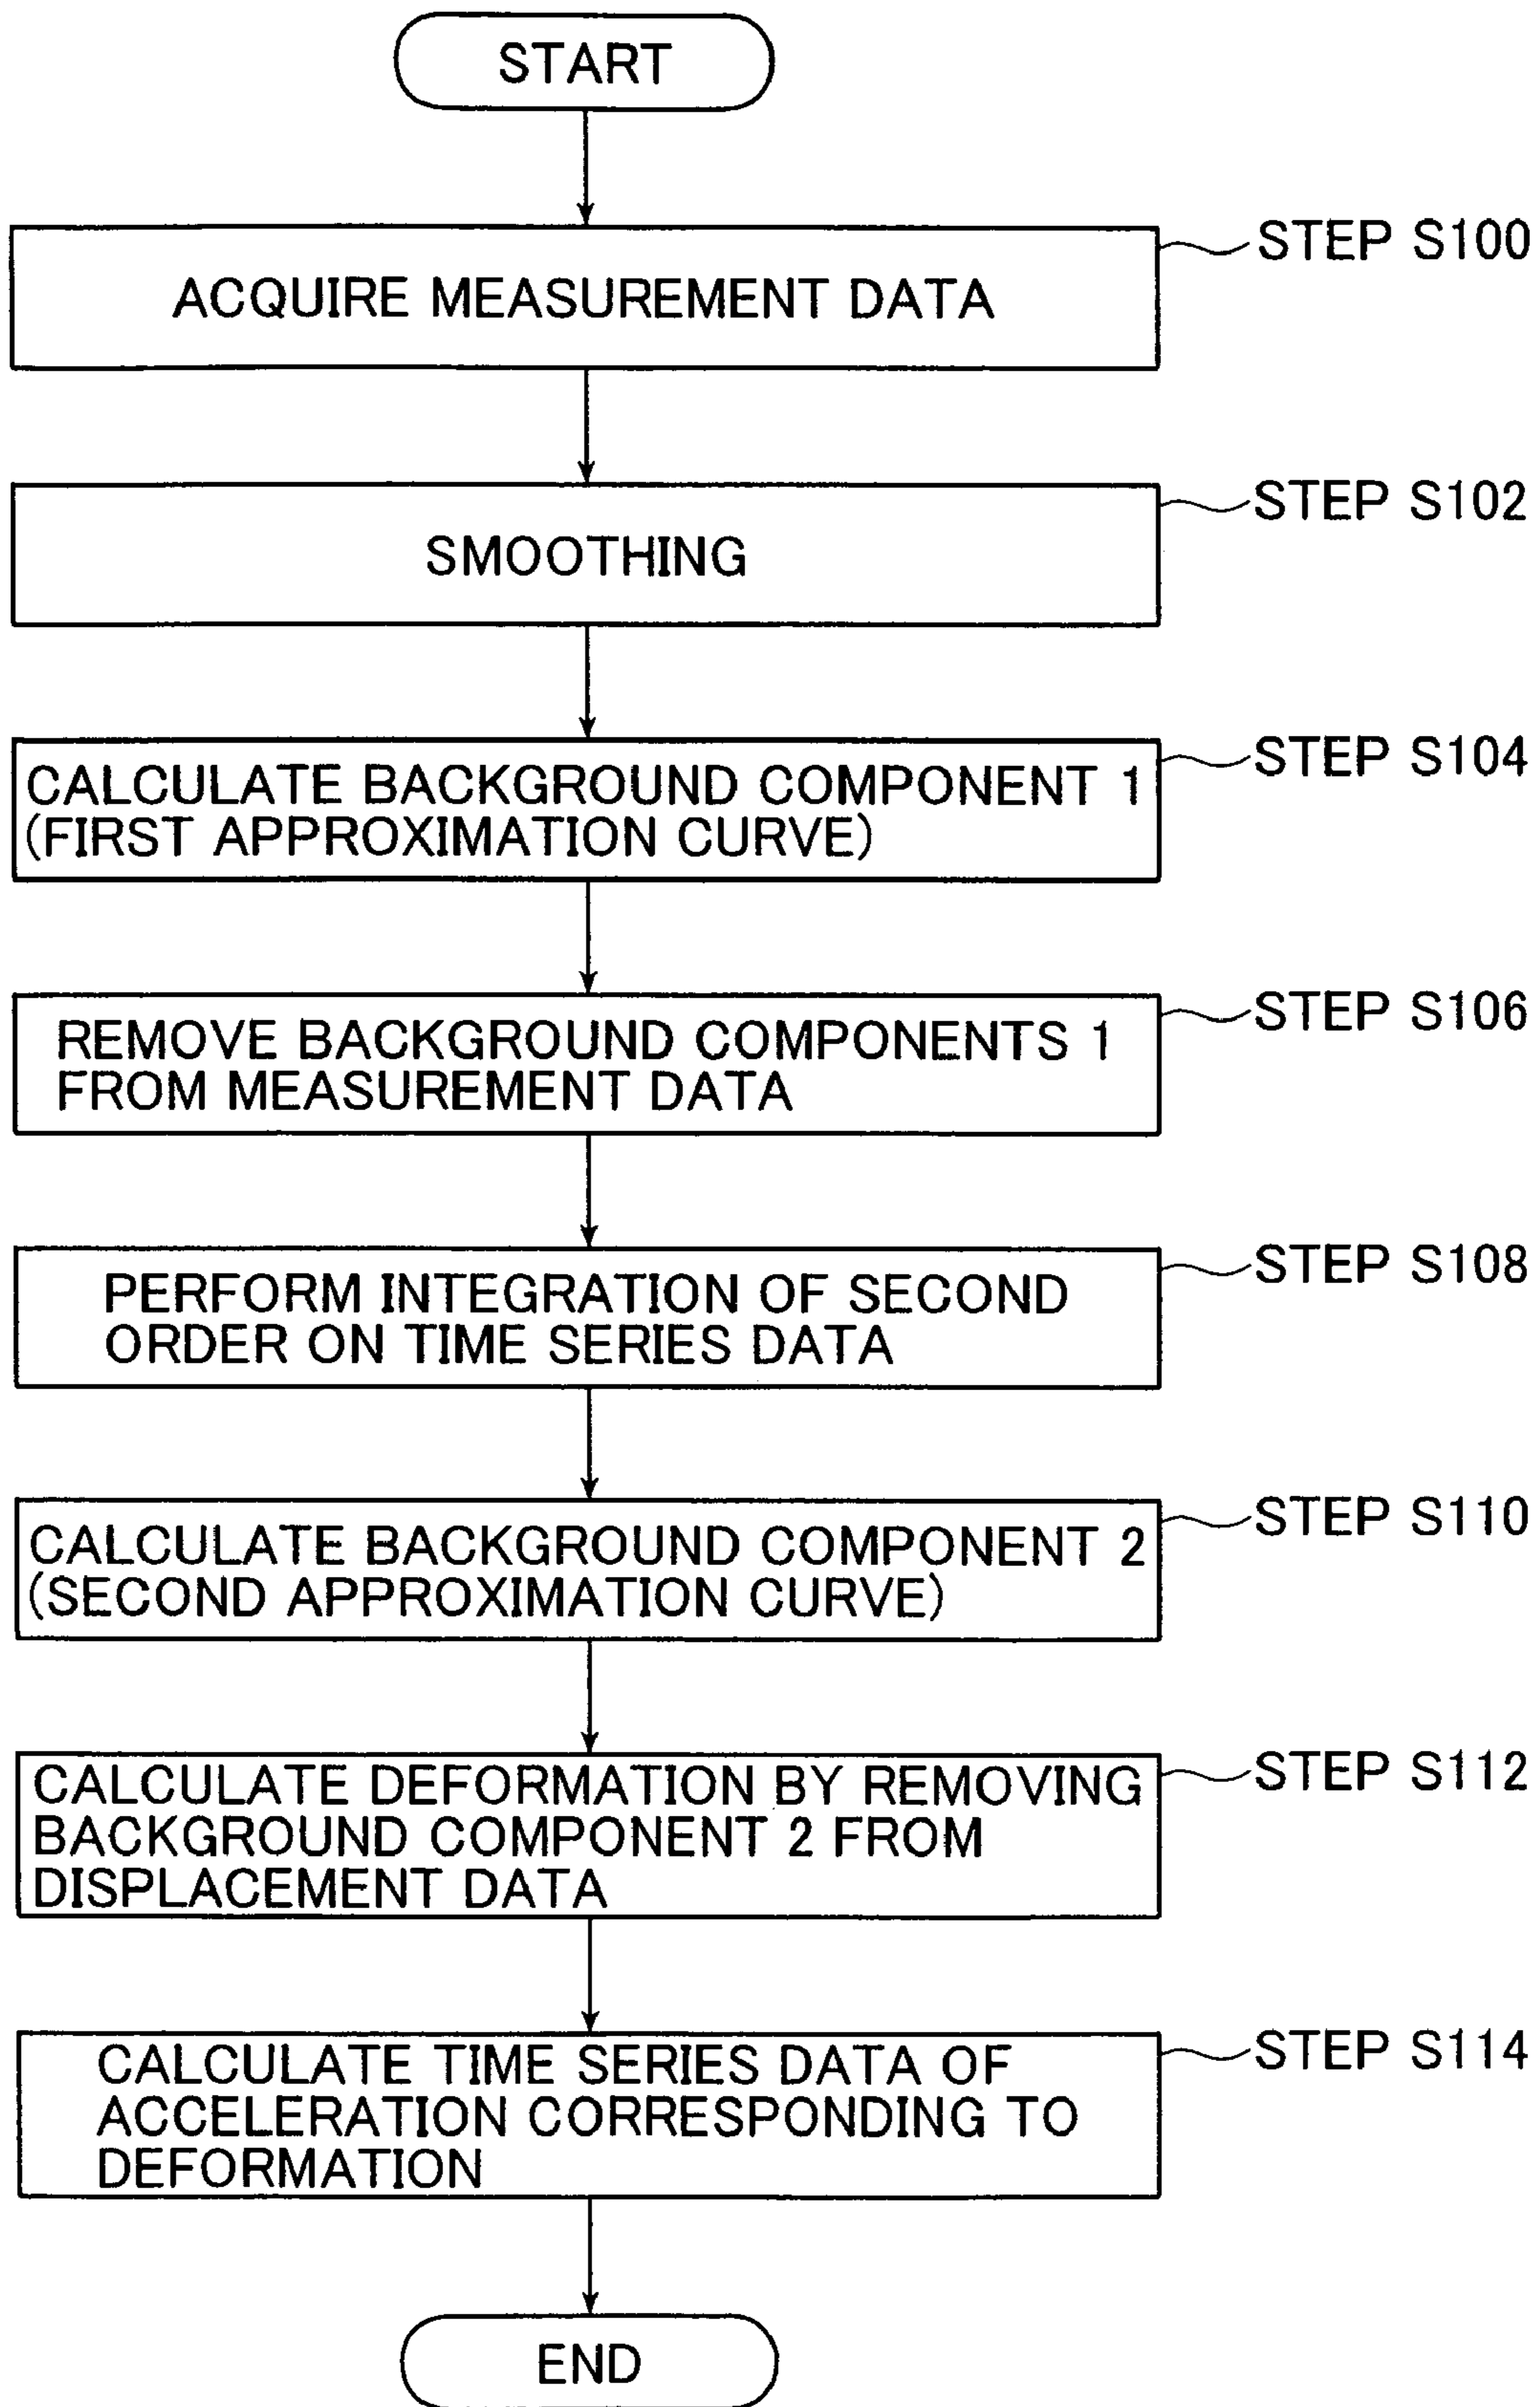 START
STEP S100
ACQUIRE MEASUREMENT DATA
STEP S102
SMOOTHING
STEP S104
CALCULATE BACKGROUND COMPONENT 1
(FIRST APPROXIMATION CURVE)
STEP S106
REMOVE BACKGROUND COMPONENTS 1
FROM MEASUREMENT DATA
STEP S108
PERFORM INTEGRATION OF SECOND
ORDER ON TIME SERIES DATA
STEP S110
CALCULATE BACKGROUND COMPONENT 2
(SECOND APPROXIMATION CURVE)
STEP S112
CALCULATE DEFORMATION BY REMOVING
BACKGROUND COMPONENT 2 FROM
DISPLACEMENT DATA
STEP S114
CALCULATE TIME SERIES DATA OF
ACCELERATION CORRESPONDING TO
DEFORMATION
END